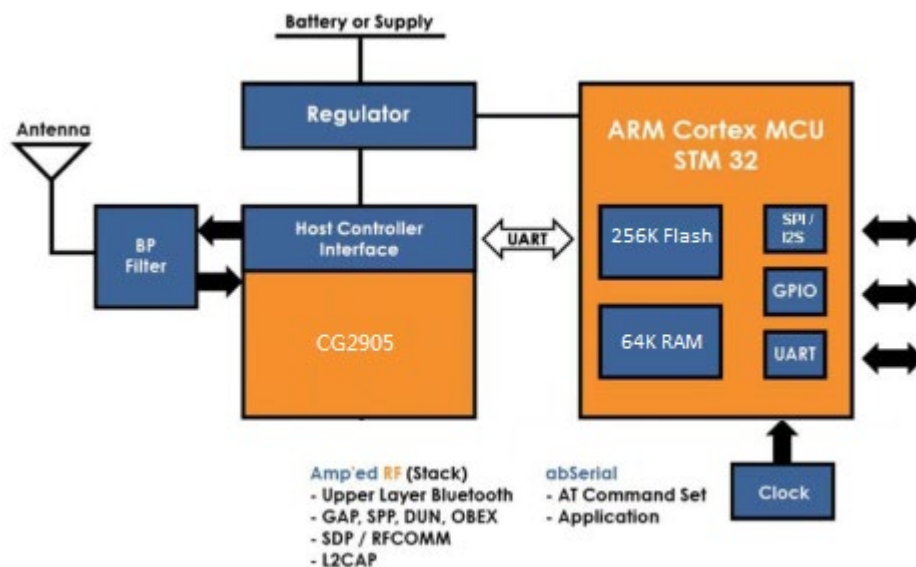 Battery or Supply
Regulator
Antenna
BP
Filter
Host Controller
Interface
CG2905
UART
ARM Cortex MCU
STM 32
256K Flash
64K RAM
SPI /
I2S
GPIO
UART
Clock
Amp'ed RF (Stack)
- Upper Layer Bluetooth
- GAP, SPP, DUN, OBEX
- SDP / RFCOMM
- L2CAP
abSerial
- AT Command Set
- Application